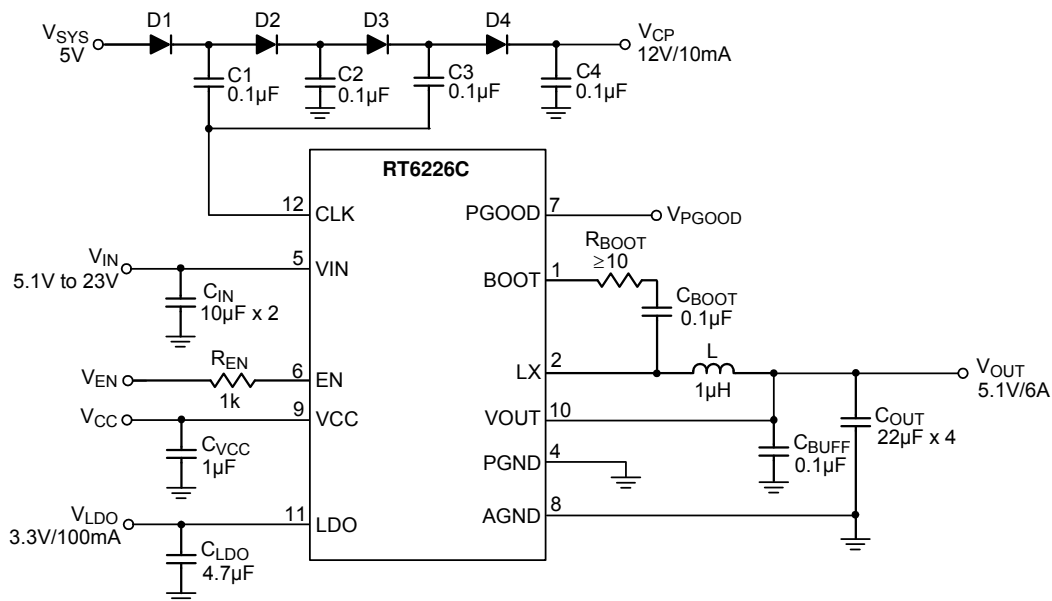 D1
D2
D3
D4
VSYS
5V
VCP
12V/10mA
C1
0.1µF
C2
0.1µF
C3
0.1µF
C4
0.1µF
RT6226C
12
CLK
PGOOD
7
VPGOOD
VIN
5.1V to 23V
5
VIN
CIN
10µF x 2
BOOT
1
RBOOT
≥10
CBOOT
0.1µF
VEN
REN
1k
6
EN
LX
2
L
1µH
VOUT
5.1V/6A
VCC
9
VCC
CVCC
1µF
VOUT
10
CBUFF
0.1µF
COUT
22µF x 4
PGND
4
VLDO
3.3V/100mA
11
LDO
CLDO
4.7µF
AGND
8